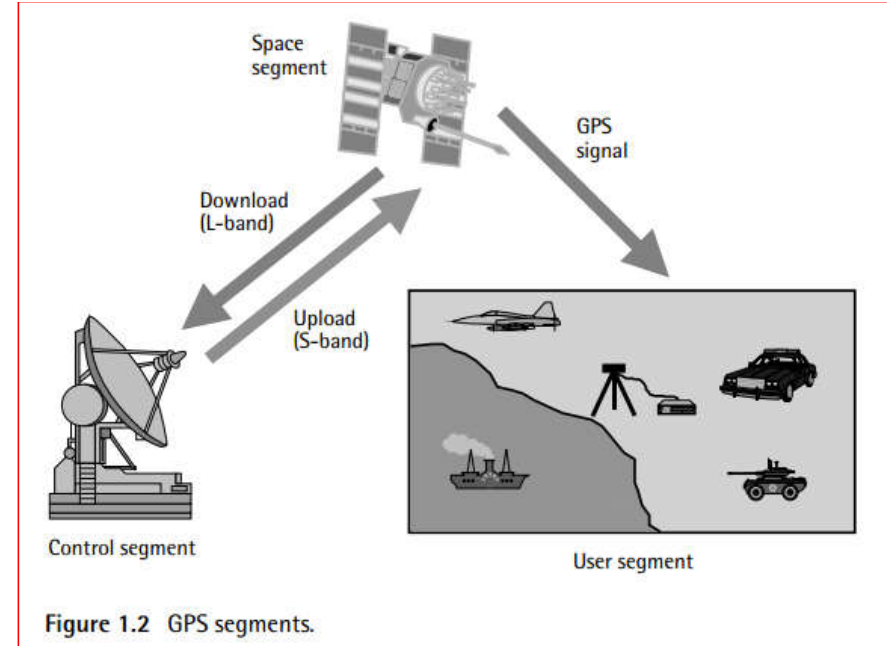 Space
segment
GPS
signal
Download
(L-band)
Upload
(S-band)
Control segment
User segment
Figure 1.2 GPS segments.